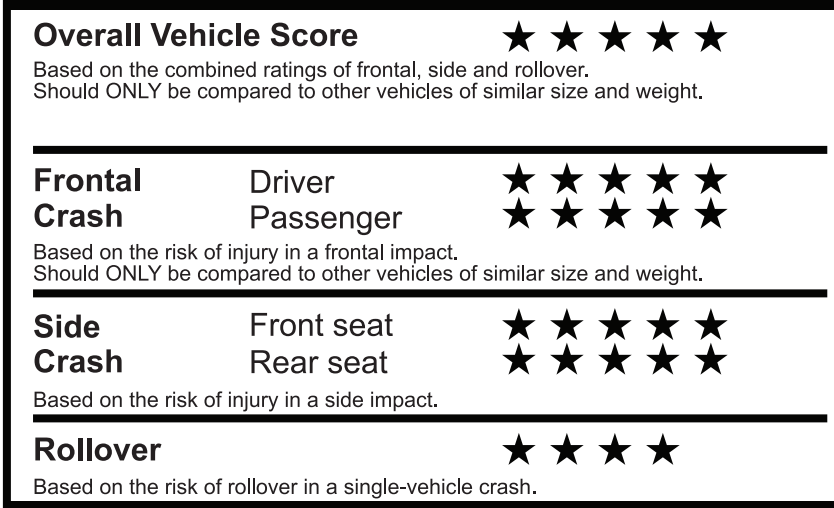 Overall Vehicle Score ★ ★ ★ ★ ★
Based on the combined ratings of frontal, side and rollover.
Should ONLY be compared to other vehicles of similar size and weight.
Frontal Driver ★ ★ ★ ★ ★
Crash Passenger ★ ★ ★ ★ ★
Based on the risk of injury in a frontal impact.
Should ONLY be compared to other vehicles of similar size and weight.
Side Front seat ★ ★ ★ ★ ★
Crash Rear seat ★ ★ ★ ★ ★
Based on the risk of injury in a side impact.
Rollover ★ ★ ★ ★
Based on the risk of rollover in a single-vehicle crash.